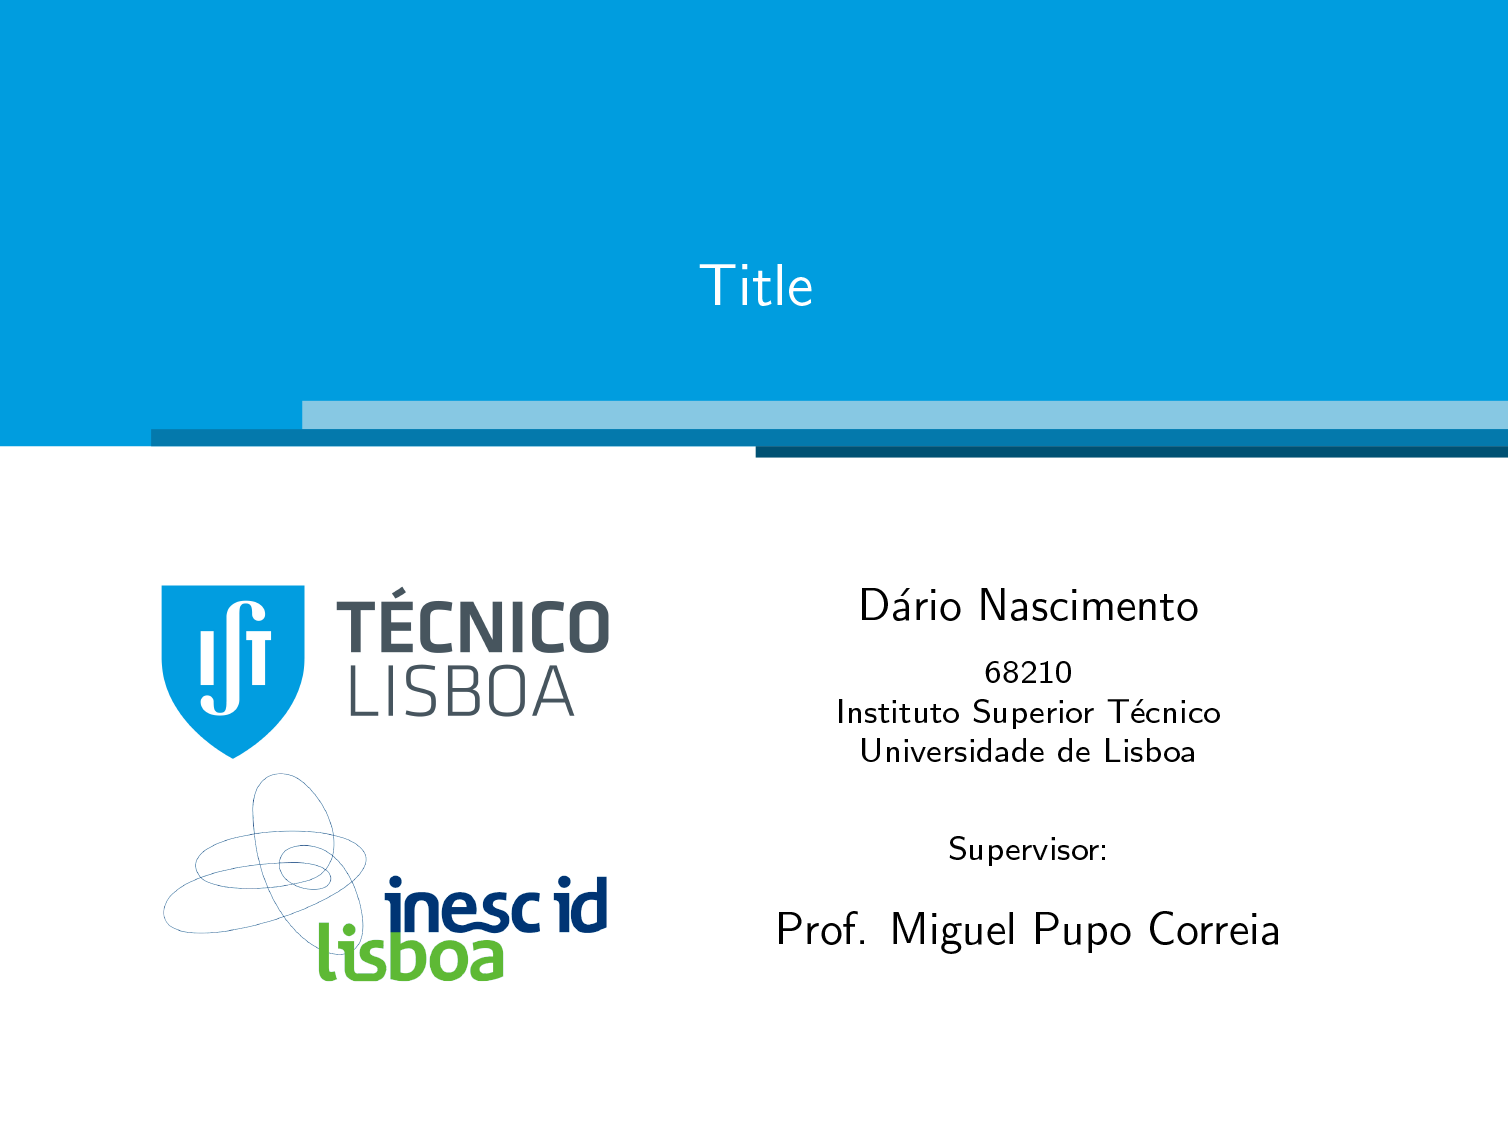 Title
TÉCNICO
LISBOA
inesc id
lisboa
Dário Nascimento
68210
Instituto Superior Técnico
Universidade de Lisboa
Supervisor:
Prof. Miguel Pupo Correia